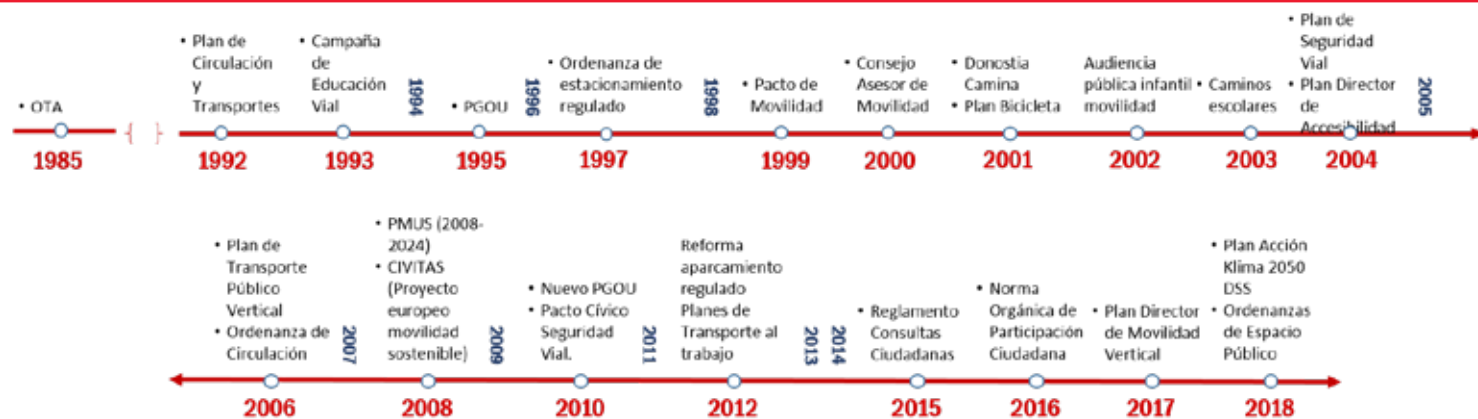 • OTA
1985
• Plan de
Circulación
y
Transportes
1992
• Campaña
de
Educación
Vial
1993
1994
• PGOU
1995
1996
• Ordenanza de
estacionamiento
regulado
1997
1998
• Pacto de
Movilidad
1999
• Consejo
Asesor de
Movilidad
2000
• Donostia
Camina
• Plan Bicicleta
2001
Audiencia
pública infantil
movilidad
2002
• Caminos
escolares
2003
• Plan de
Seguridad
Vial
• Plan Director
de
Accesibilidad
2004
2005
• Plan de
Transporte
Público
Vertical
• Ordenanza de
Circulación
2006
2007
• PMUS (2008-
2024)
• CIVITAS
(Proyecto
europeo
movilidad
sostenible)
2008
2009
• Nuevo PGOU
• Pacto Cívico
Seguridad
Vial.
2010
2011
Reforma
aparcamiento
regulado
Planes de
Transporte al
trabajo
2012
2013
2014
• Reglamento
Consultas
Ciudadanas
2015
• Norma
Orgánica de
Participación
Ciudadana
2016
• Plan Director
de Movilidad
Vertical
2017
• Plan Acción
Klima 2050
DSS
• Ordenanzas
de Espacio
Público
2018